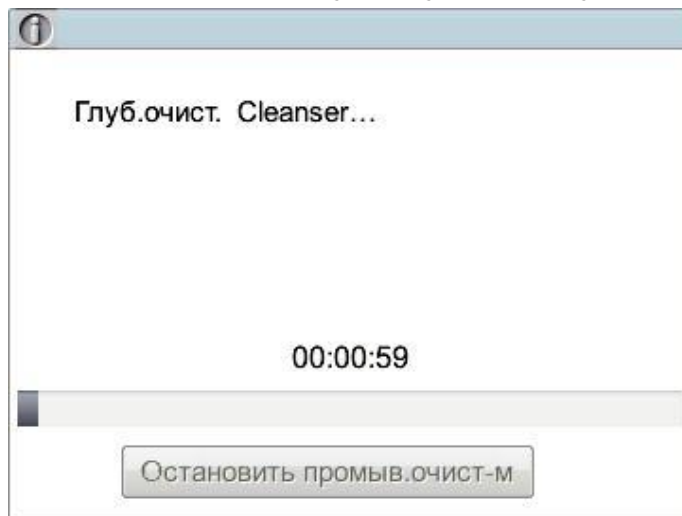 Глуб.очист. Cleanser...
00:00:59
Остановить промыв.очист-м